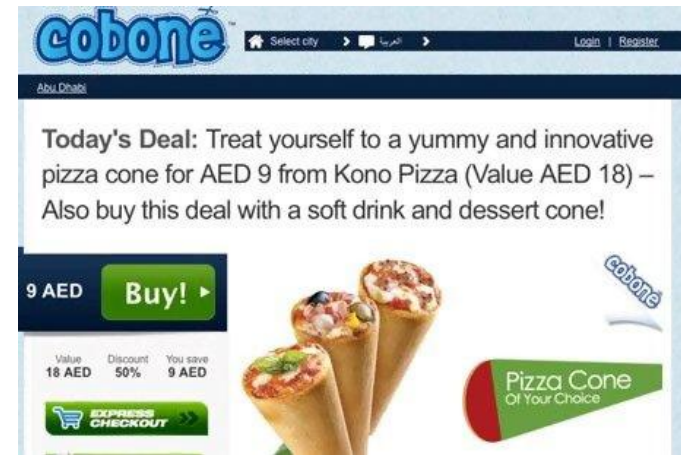 cobone
Select city العربية Login | Register
Abu Dhabi
Today's Deal: Treat yourself to a yummy and innovative
pizza cone for AED 9 from Kono Pizza (Value AED 18) –
Also buy this deal with a soft drink and dessert cone!
cobone
9 AED Buy!
Value Discount You save
18 AED 50% 9 AED
Pizza Cone
Of Your Choice
EXPRESS
CHECKOUT